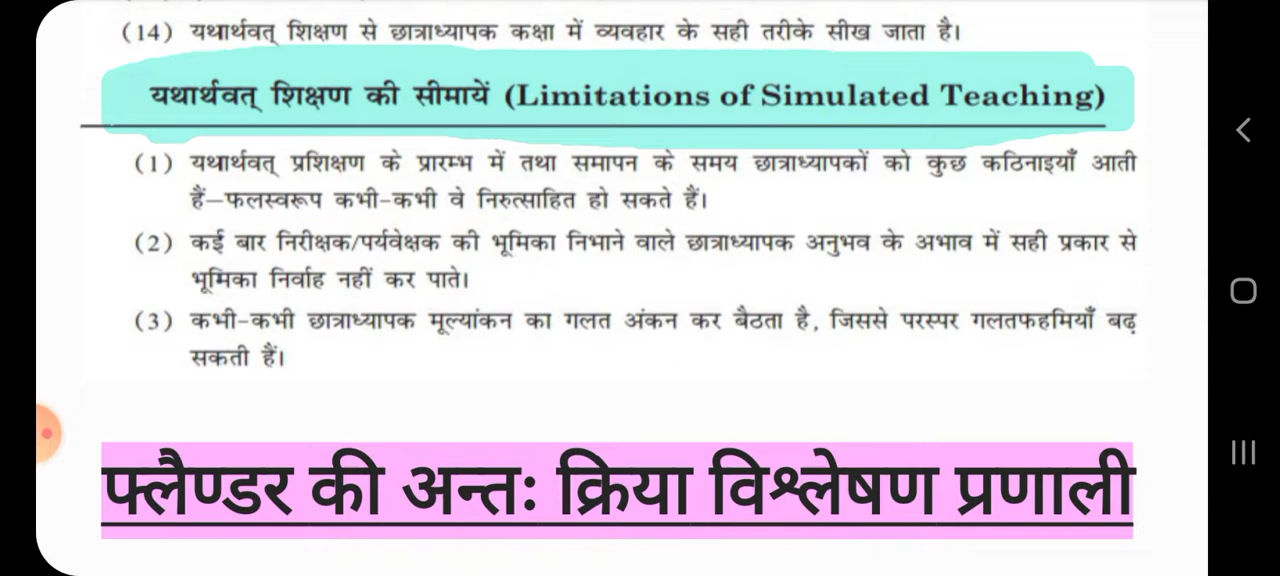 (14) यथार्थवत् शिक्षण से छात्राध्यापक कक्षा में व्यवहार के सही तरीके सीख जाता है।
यथार्थवत् शिक्षण की सीमायें (Limitations of Simulated Teaching)
(1) यथार्थवत् प्रशिक्षण के प्रारम्भ में तथा समापन के समय छात्राध्यापकों को कुछ कठिनाइयाँ आती
हैं–फलस्वरूप कभी-कभी वे निरुत्साहित हो सकते हैं।
(2) कई बार निरीक्षक/पर्यवेक्षक की भूमिका निभाने वाले छात्राध्यापक अनुभव के अभाव में सही प्रकार से
भूमिका निर्वाह नहीं कर पाते।
(3) कभी-कभी छात्राध्यापक मूल्यांकन का गलत अंकन कर बैठता है, जिससे परस्पर गलतफहमियाँ बढ़
सकती हैं।
फ्लैण्डर की अन्तः क्रिया विश्लेषण प्रणाली